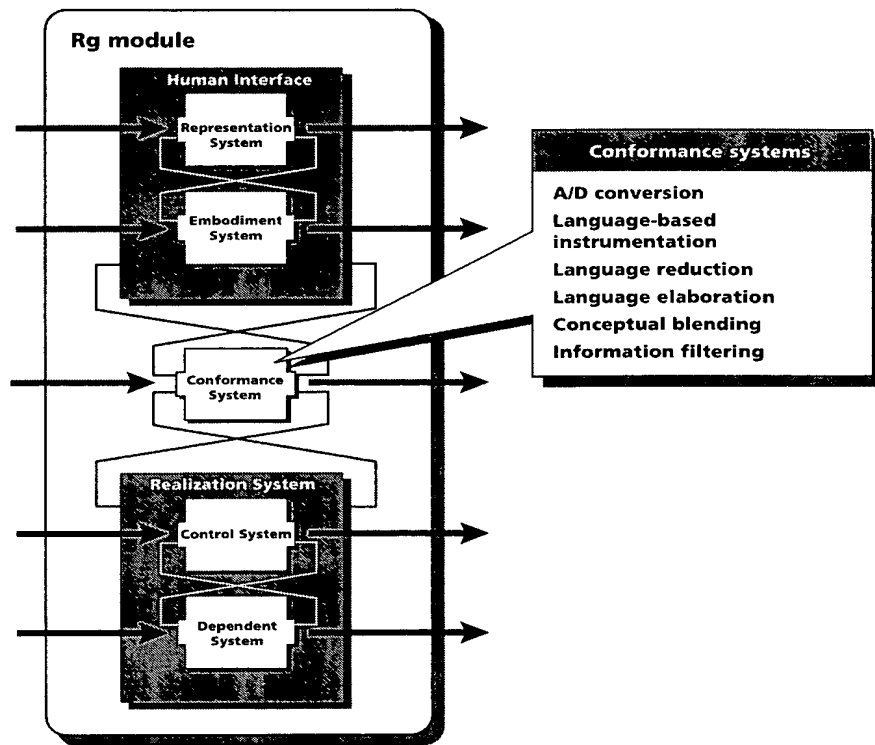 Rg module
Human Interface
Representation
System
Embodiment
System
Conformance
System
Realization System
Control System
Dependent
System
Conformance systems
A/D conversion
Language-based
instrumentation
Language reduction
Language elaboration
Conceptual blending
Information filtering